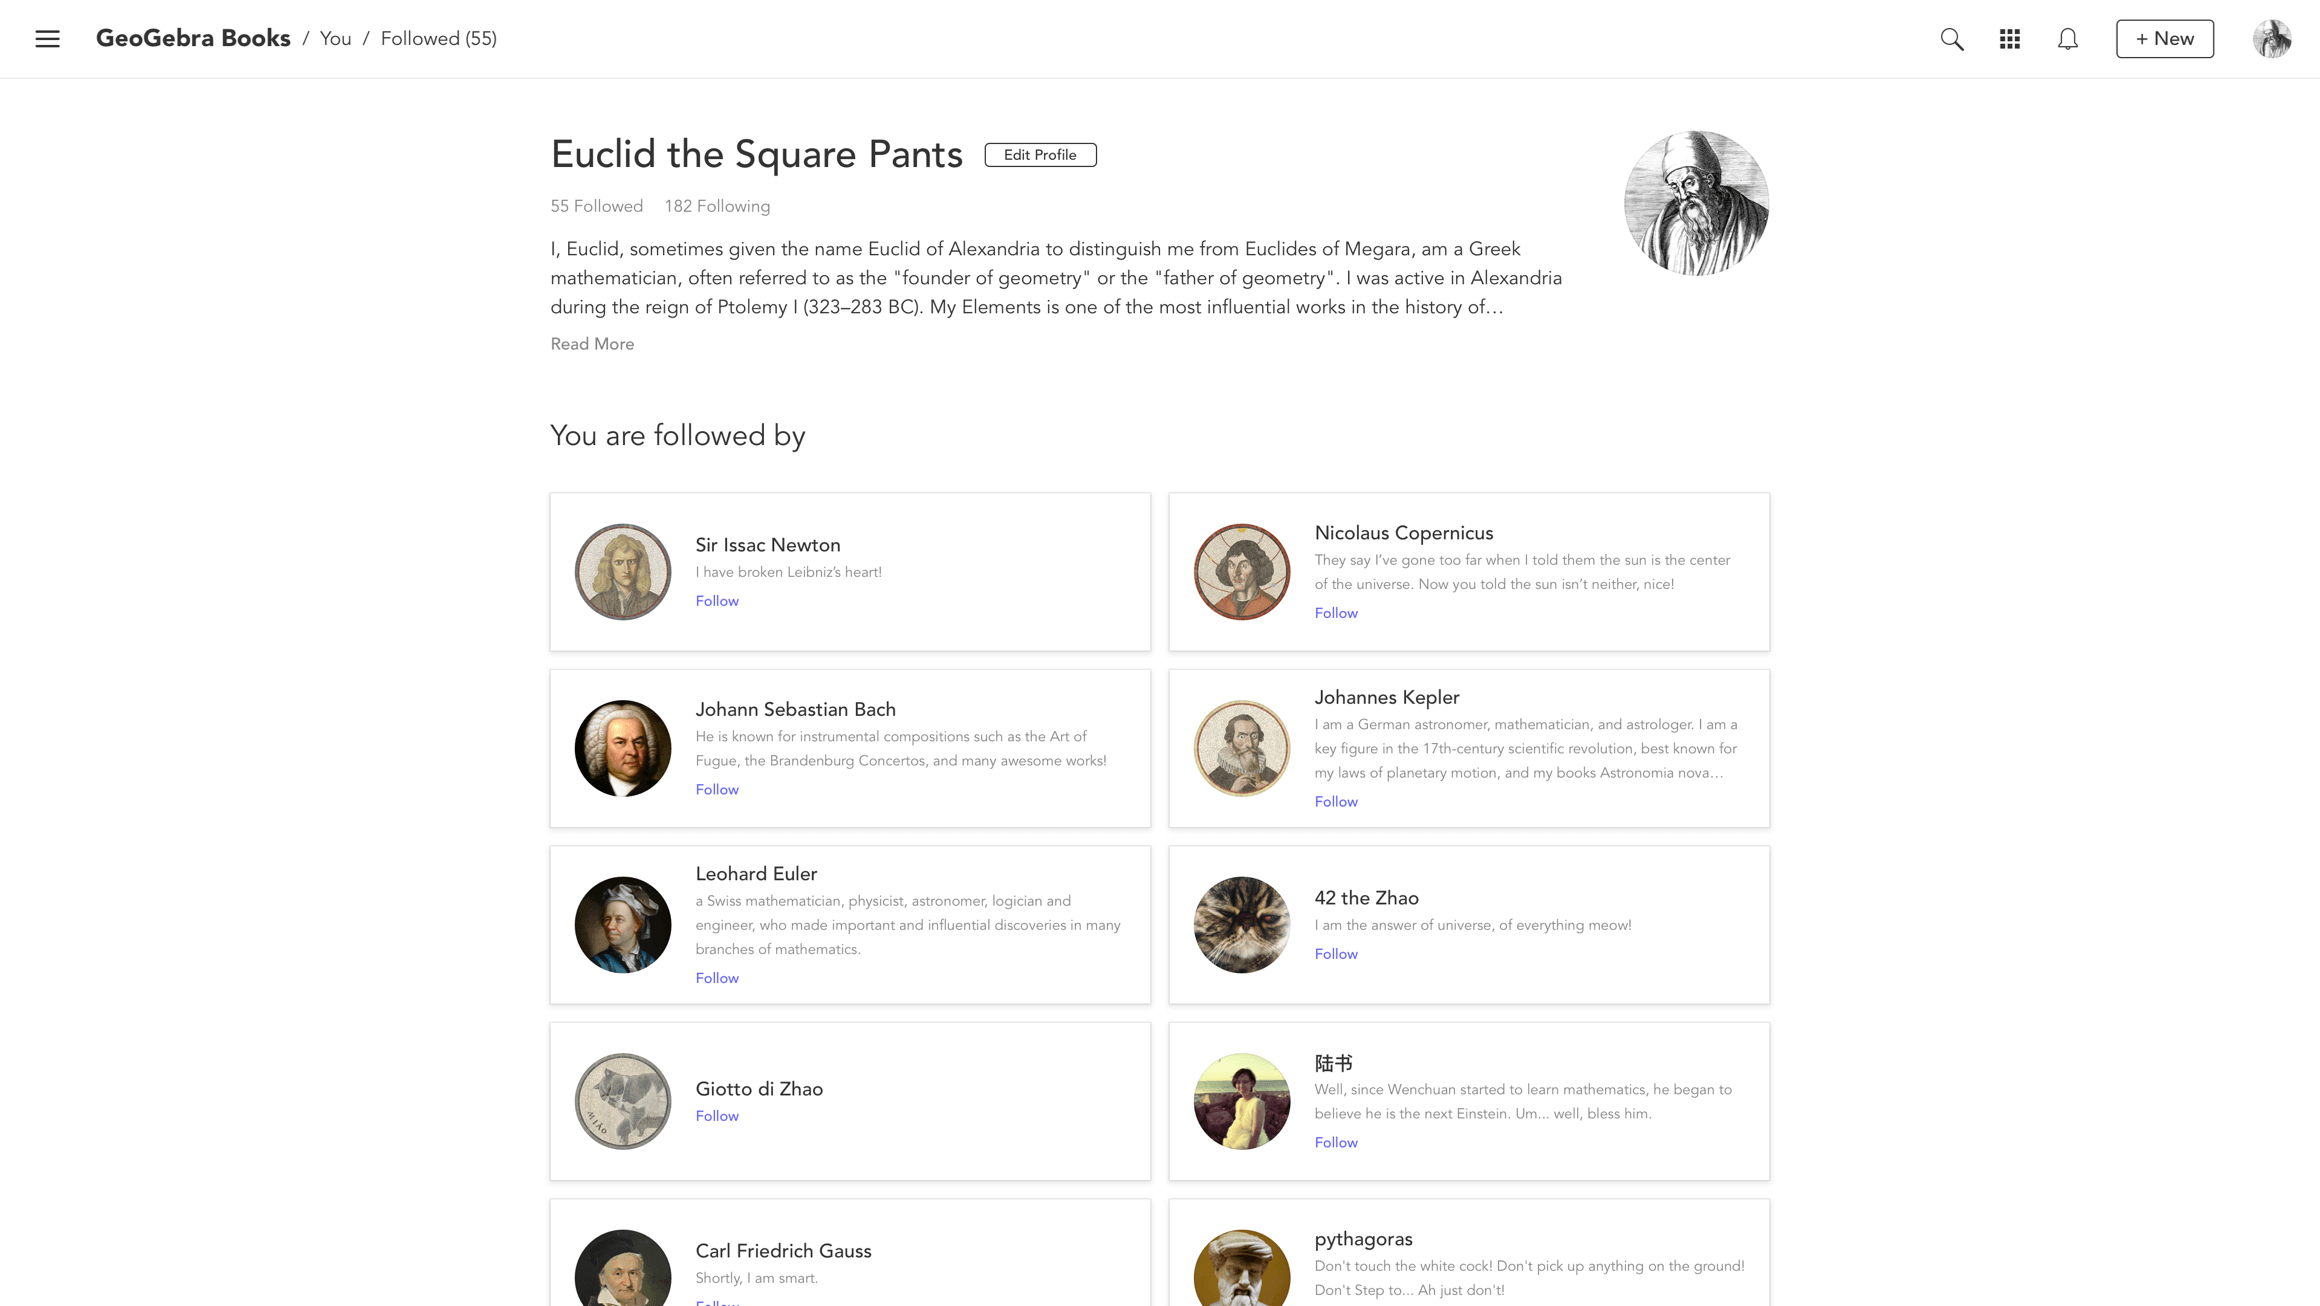 GeoGebra Books / You / Followed (55)
+ New
Euclid the Square Pants
Edit Profile
55 Followed 182 Following
I, Euclid, sometimes given the name Euclid of Alexandria to distinguish me from Euclides of Megara, am a Greek
mathematician, often referred to as the "founder of geometry" or the "father of geometry". I was active in Alexandria
during the reign of Ptolemy I (323–283 BC). My Elements is one of the most influential works in the history of…
Read More
You are followed by
Sir Issac Newton
I have broken Leibniz’s heart!
Follow
Nicolaus Copernicus
They say I’ve gone too far when I told them the sun is the center
of the universe. Now you told the sun isn’t neither, nice!
Follow
Johann Sebastian Bach
He is known for instrumental compositions such as the Art of
Fugue, the Brandenburg Concertos, and many awesome works!
Follow
Johannes Kepler
I am a German astronomer, mathematician, and astrologer. I am a
key figure in the 17th-century scientific revolution, best known for
my laws of planetary motion, and my books Astronomia nova…
Follow
Leohard Euler
a Swiss mathematician, physicist, astronomer, logician and
engineer, who made important and influential discoveries in many
branches of mathematics.
Follow
42 the Zhao
I am the answer of universe, of everything meow!
Follow
MIAo
Giotto di Zhao
Follow
陆书
Well, since Wenchuan started to learn mathematics, he began to
believe he is the next Einstein. Um... well, bless him.
Follow
Carl Friedrich Gauss
Shortly, I am smart.
Follow
pythagoras
Don't touch the white cock! Don't pick up anything on the ground!
Don't Step to... Ah just don't!